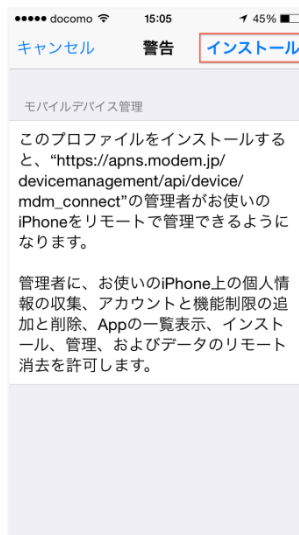 docomo 15:05 45%
キャンセル 警告 インストール
モバイルデバイス管理
このプロファイルをインストールする
と、“https://apns.modem.jp/
devicemanagement/api/device/
mdm_connect”の管理者がお使いの
iPhoneをリモートで管理できるように
なります。
管理者に、お使いのiPhone上の個人情
報の収集、アカウントと機能制限の追
加と削除、Appの一覧表示、インスト
ール、管理、およびデータのリモート
消去を許可します。